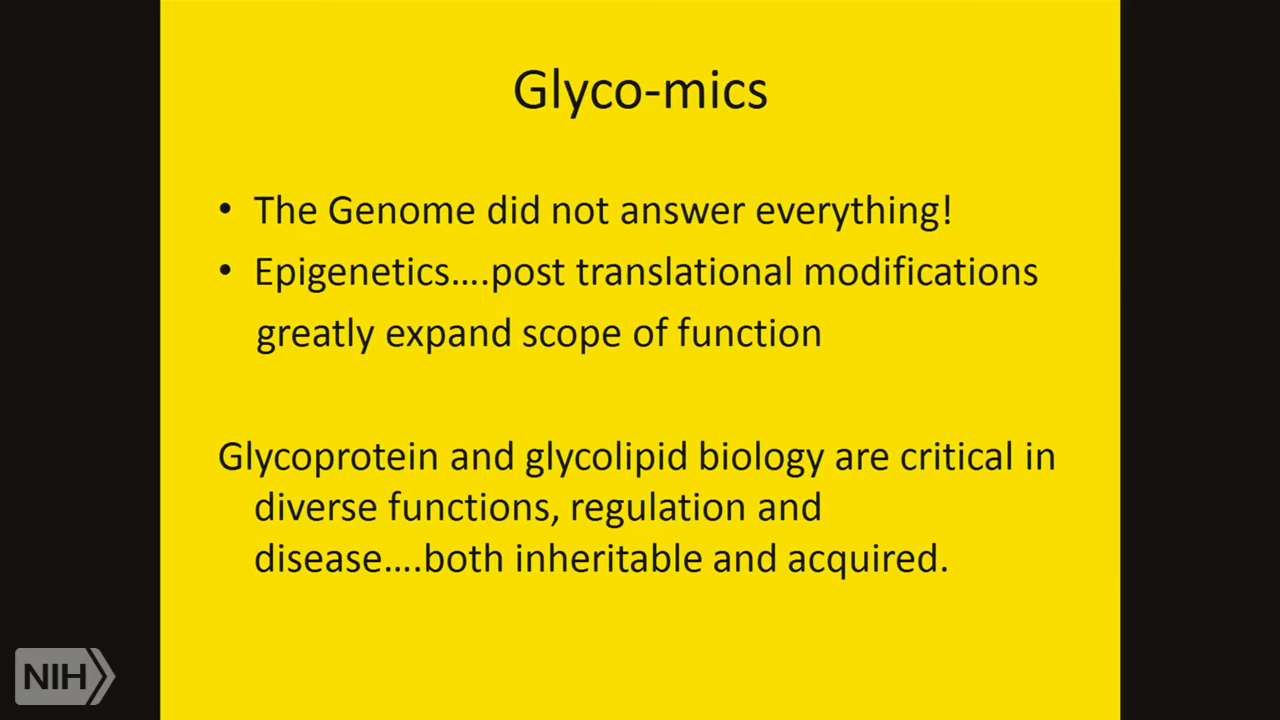 Glyco-mics
• The Genome did not answer everything!
• Epigenetics….post translational modifications
greatly expand scope of function
Glycoprotein and glycolipid biology are critical in
diverse functions, regulation and
disease….both inheritable and acquired.
NIH